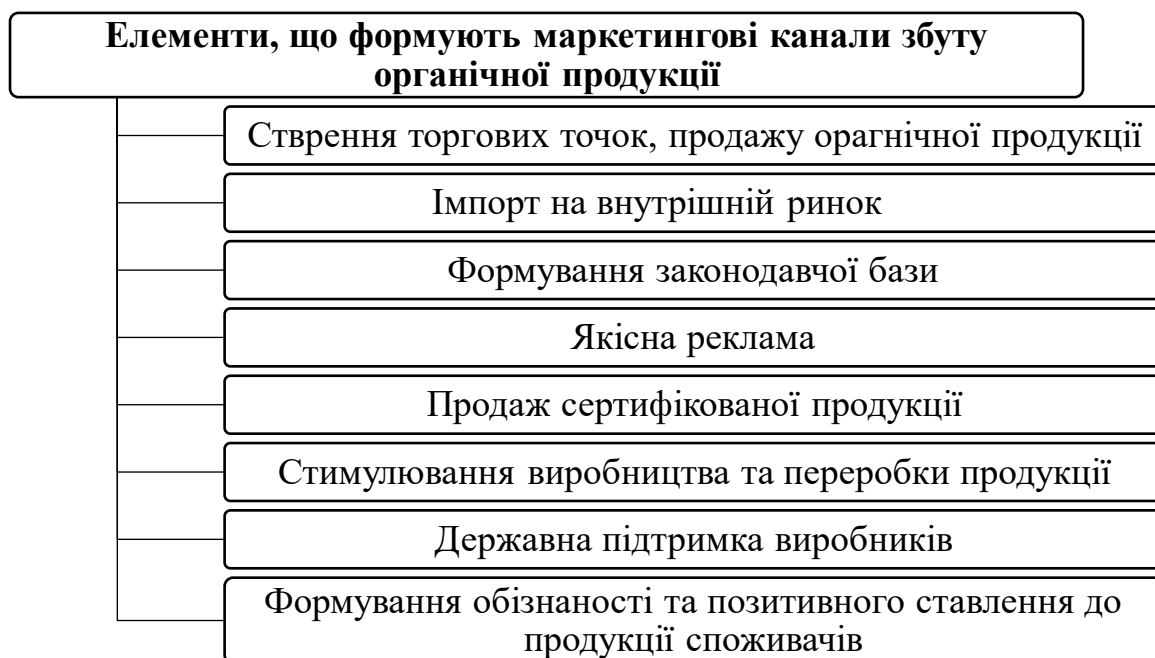 Елементи, що формують маркетингові канали збуту
органічної продукції
Стврення торгових точок, продажу орагнічної продукції
Імпорт на внутрішній ринок
Формування законодавчої бази
Якісна реклама
Продаж сертифікованої продукції
Стимулювання виробництва та переробки продукції
Державна підтримка виробників
Формування обізнаності та позитивного ставлення до
продукції споживачів